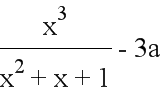 x^3
x^2 + x + 1 - 3a